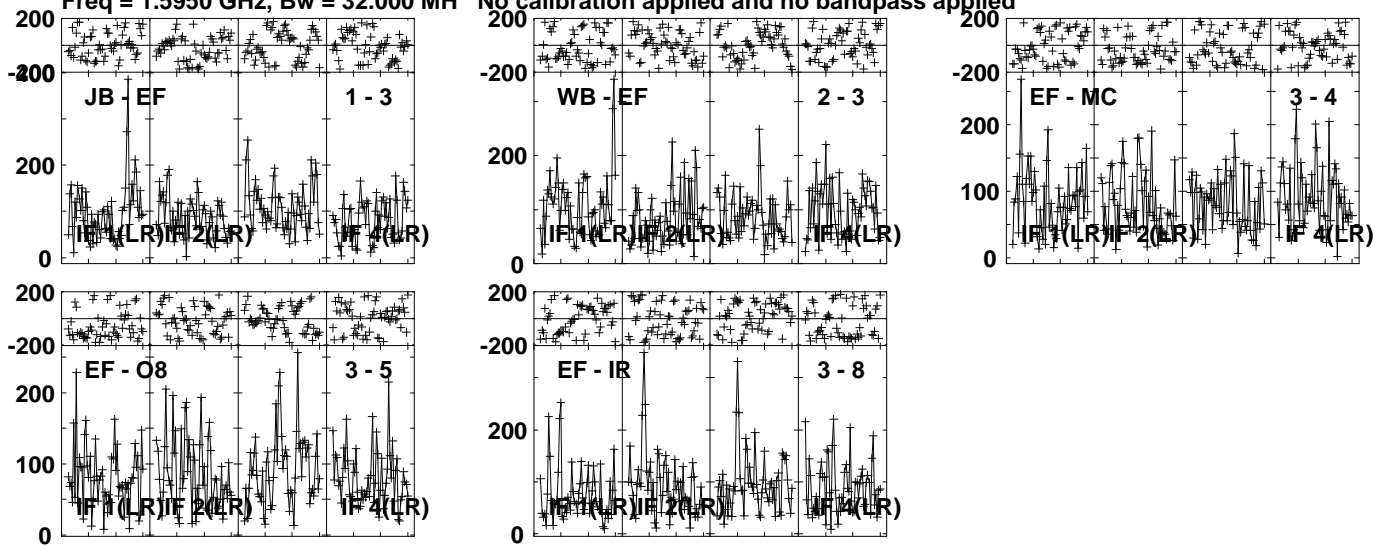 Freq = 1.5950 GHz, Bw = 32.000 MH No calibration applied and no bandpass applied
200
-200
400
200
0
JB - EF 1 - 3
IF 1(LR) IF 2(LR) IF 4(LR)
200
-200
200
0
WB - EF 2 - 3
IF 1(LR) IF 2(LR) IF 4(LR)
200
-200
200
100
0
EF - MC 3 - 4
IF 1(LR) IF 2(LR) IF 4(LR)
200
-200
200
100
0
EF - O8 3 - 5
IF 1(LR) IF 2(LR) IF 4(LR)
200
-200
200
0
EF - IR 3 - 8
IF 1(LR) IF 2(LR) IF 4(LR)